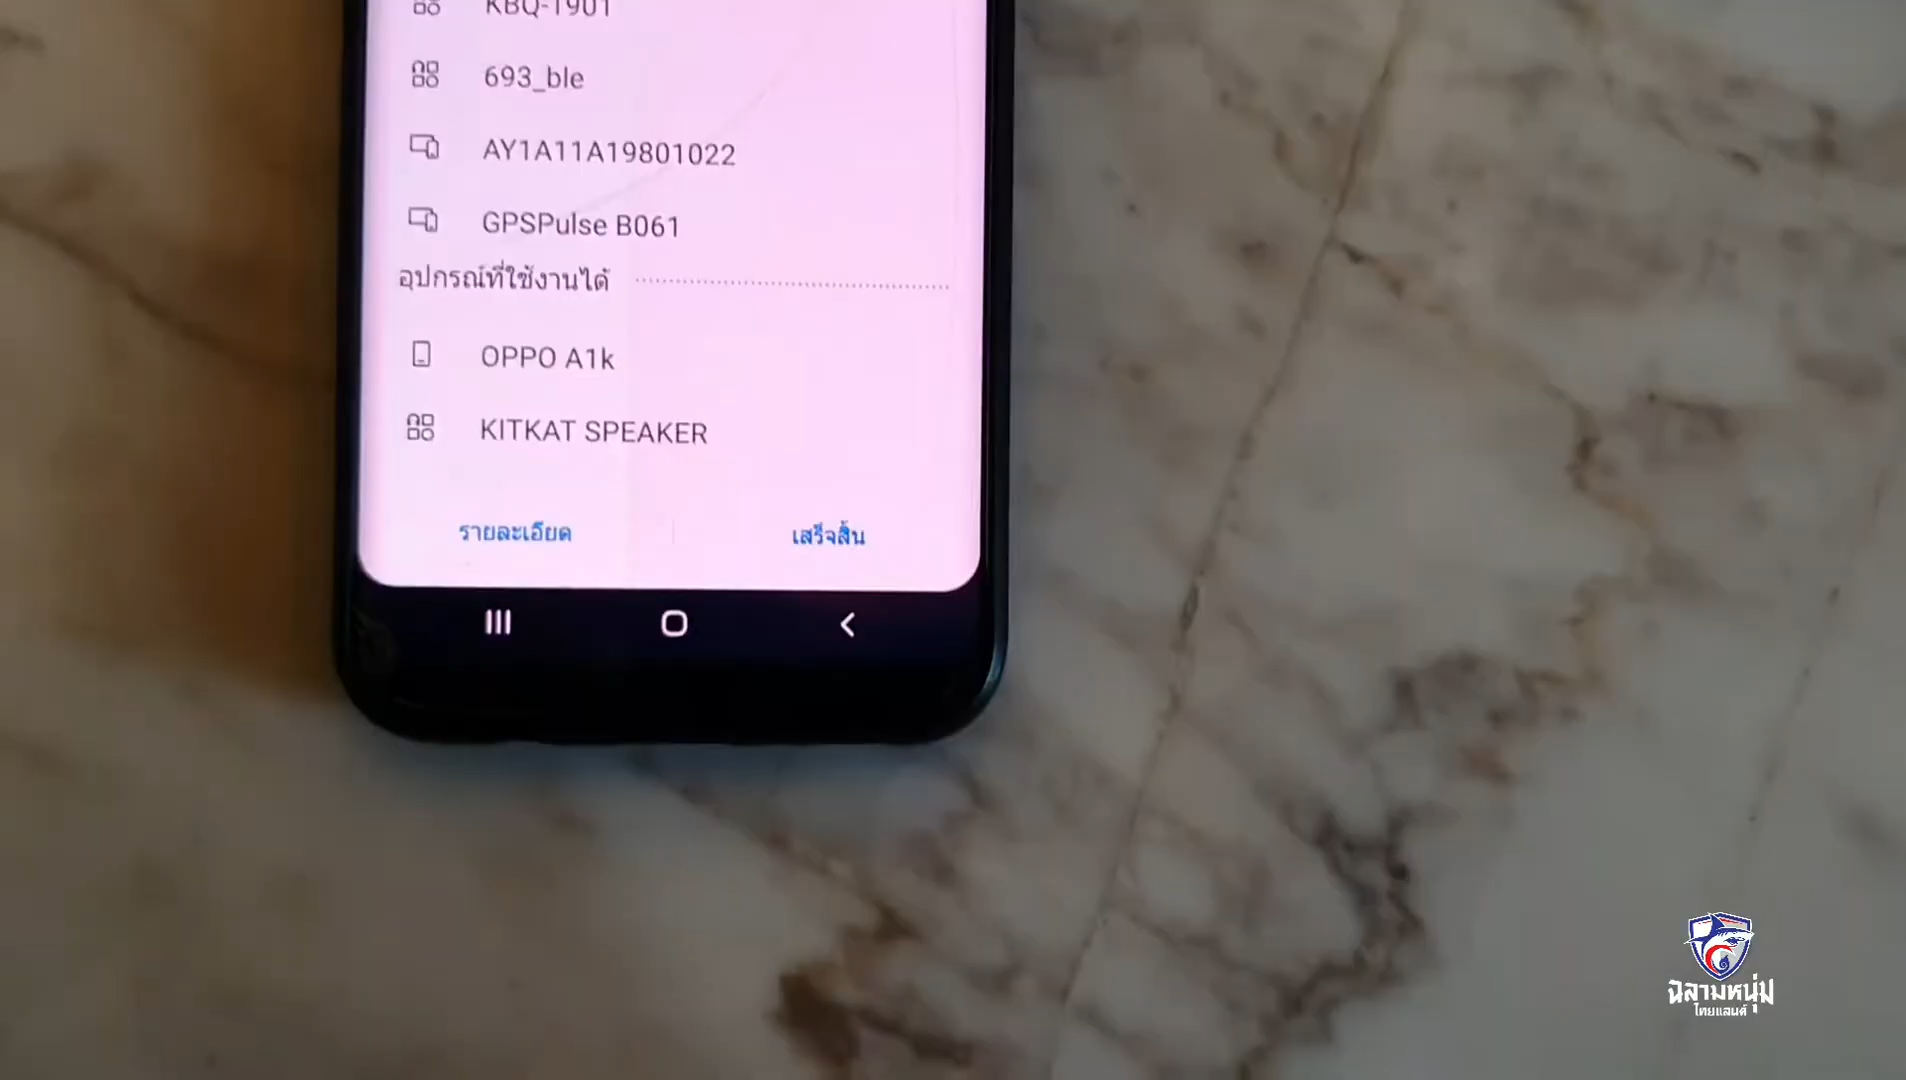 KBQ-1901
693_ble
AY1A11A19801022
GPSPulse B061
อุปกรณ์ที่ใช้งานได้
OPPO A1k
KITKAT SPEAKER
รายละเอียด
เสร็จสิ้น
ฉลามหนุ่ม
ไทยแลนด์